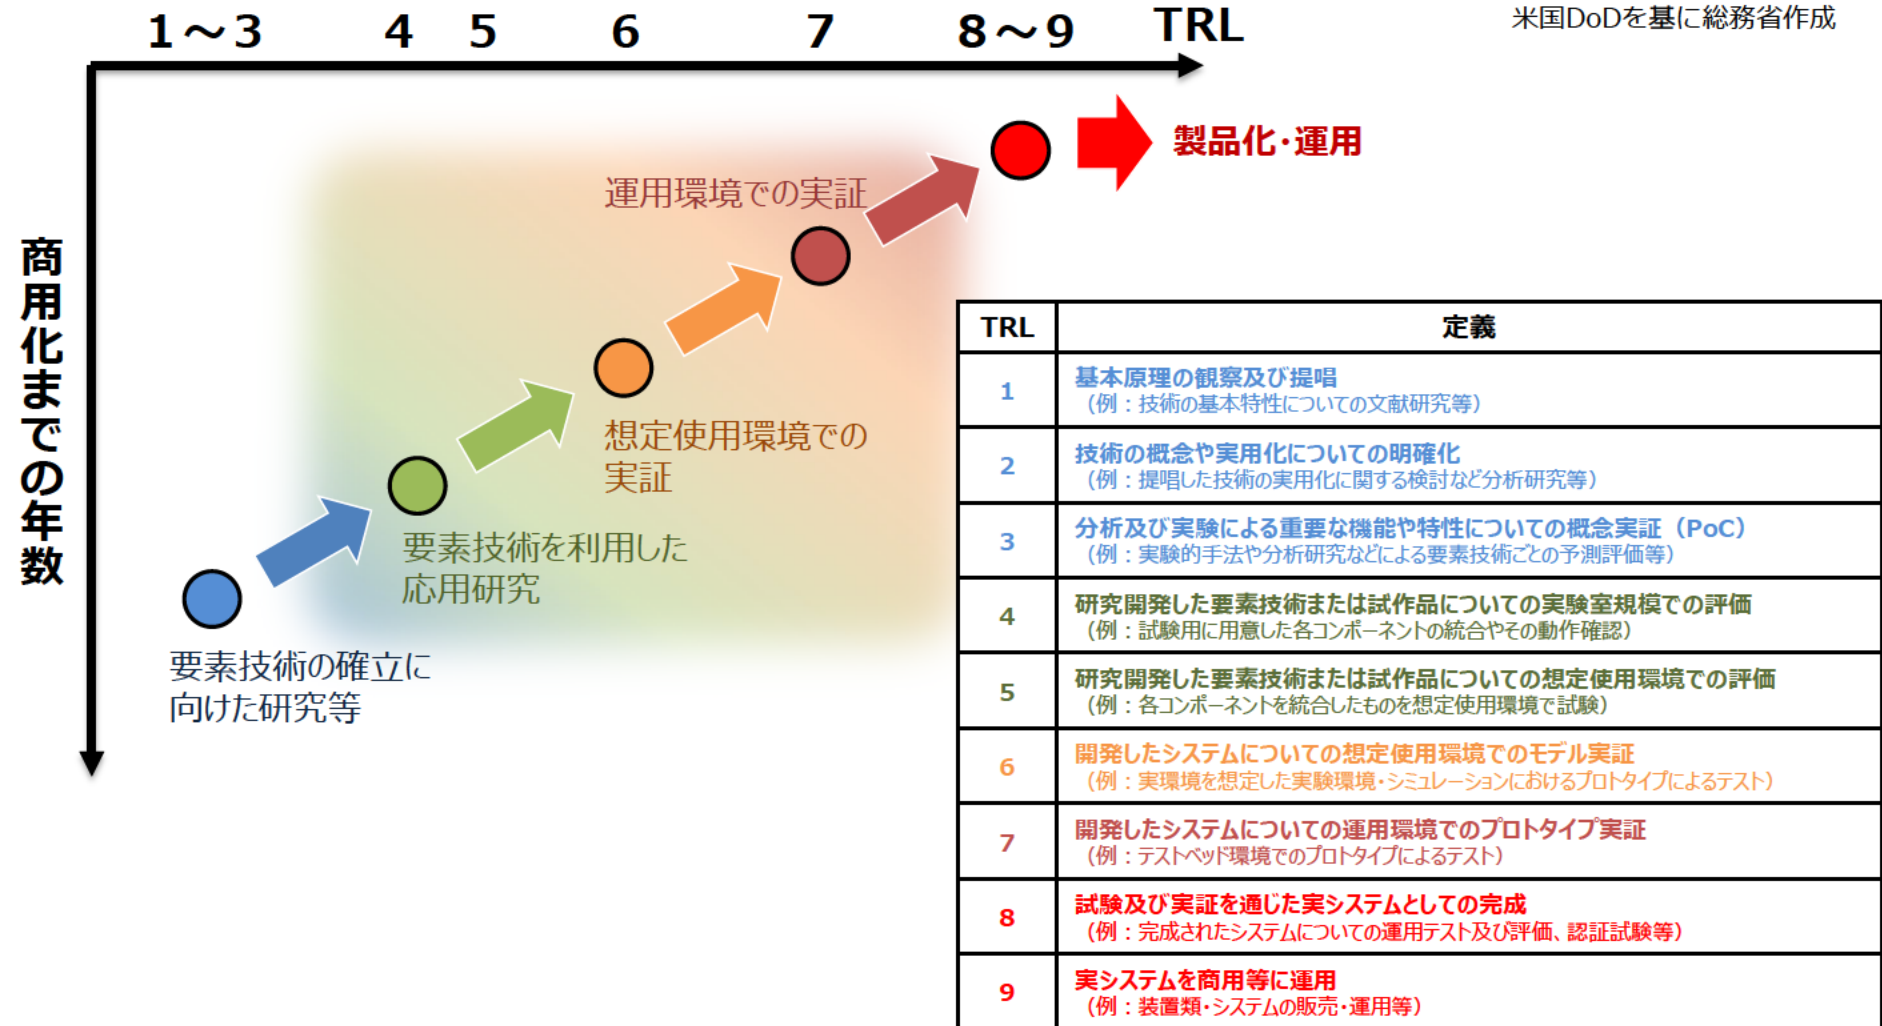 1～3 4 5 6 7 8～9 TRL
米国DoDを基に総務省作成
製品化・運用
運用環境での実証
商用化までの年数
想定使用環境での
実証
要素技術を利用した
応用研究
要素技術の確立に
向けた研究等
TRL 定義
1 基本原理の観察及び提唱
（例：技術の基本特性についての文献研究等）
2 技術の概念や実用化についての明確化
（例：提唱した技術の実用化に関する検討など分析研究等）
3 分析及び実験による重要な機能や特性についての概念実証（PoC）
（例：実験的手法や分析研究などによる要素技術ごとの予測評価等）
4 研究開発した要素技術または試作品についての実験室規模での評価
（例：試験用に用意した各コンポーネントの統合やその動作確認）
5 研究開発した要素技術または試作品についての想定使用環境での評価
（例：各コンポーネントを統合したものを想定使用環境で試験）
6 開発したシステムについての想定使用環境でのモデル実証
（例：実環境を想定した実験環境・シミュレーションにおけるプロトタイプによるテスト）
7 開発したシステムについての運用環境でのプロトタイプ実証
（例：テストベッド環境でのプロトタイプによるテスト）
8 試験及び実証を通じた実システムとしての完成
（例：完成されたシステムについての運用テスト及び評価、認証試験等）
9 実システムを商用等に運用
（例：装置類・システムの販売・運用等）